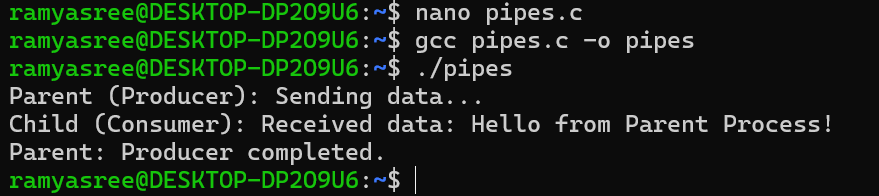 ramyasree@DESKTOP-DP2O9U6:~$ nano pipes.c
ramyasree@DESKTOP-DP2O9U6:~$ gcc pipes.c -o pipes
ramyasree@DESKTOP-DP2O9U6:~$ ./pipes
Parent (Producer): Sending data...
Child (Consumer): Received data: Hello from Parent Process!
Parent: Producer completed.
ramyasree@DESKTOP-DP2O9U6:~$